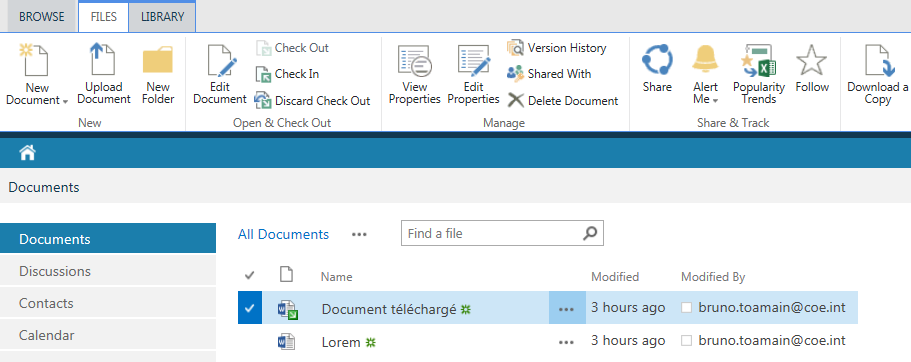 BROWSE FILES LIBRARY
New Document
Upload Document
New Folder
New
Edit Document
Check Out
Check In
Discard Check Out
Open & Check Out
View Properties
Edit Properties
Version History
Shared With
Delete Document
Manage
Share
Alert Me
Popularity Trends
Follow
Share & Track
Download a Copy
Documents
Documents
Discussions
Contacts
Calendar
All Documents ••• Find a file
Name Modified Modified By
Document téléchargé ••• 3 hours ago bruno.toamain@coe.int
Lorem ••• 3 hours ago bruno.toamain@coe.int